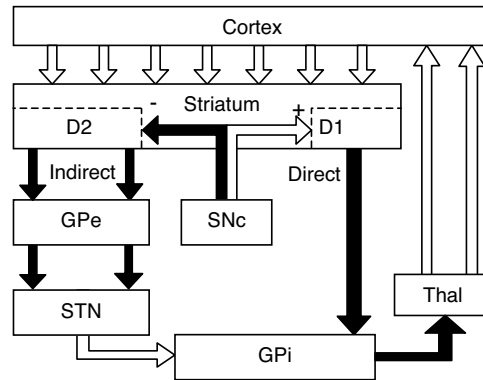 Cortex
- Striatum +
D2 D1
Indirect Direct
GPe SNc
Thal
STN
GPi